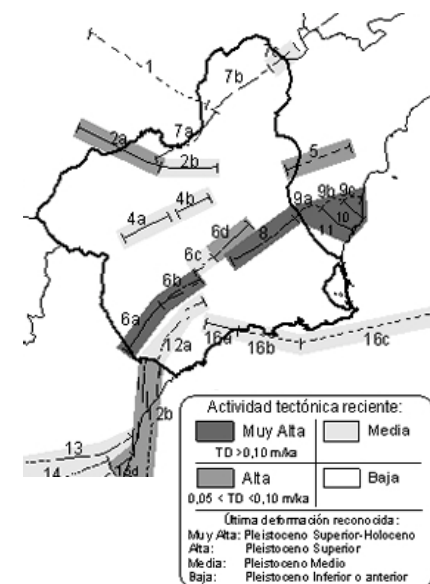 1
7c
7b
7a
2a
2b
5
4b
4a
9a
9b
9c
10
11
6d
8
6c
6b
6a
12a
16a
16b
16c
2b
13
14
Actividad tectónica reciente:
Muy Alta
Media
TD >0,10 m/ka
Alta
Baja
0,05 < TD <0,10 m/ka
Última deformación reconocida :
Muy Alta: Pleistoceno Superior-Holoceno
Alta: Pleistoceno Superior
Media: Pleistoceno Medio
Baja: Pleistoceno Inferior o anterior